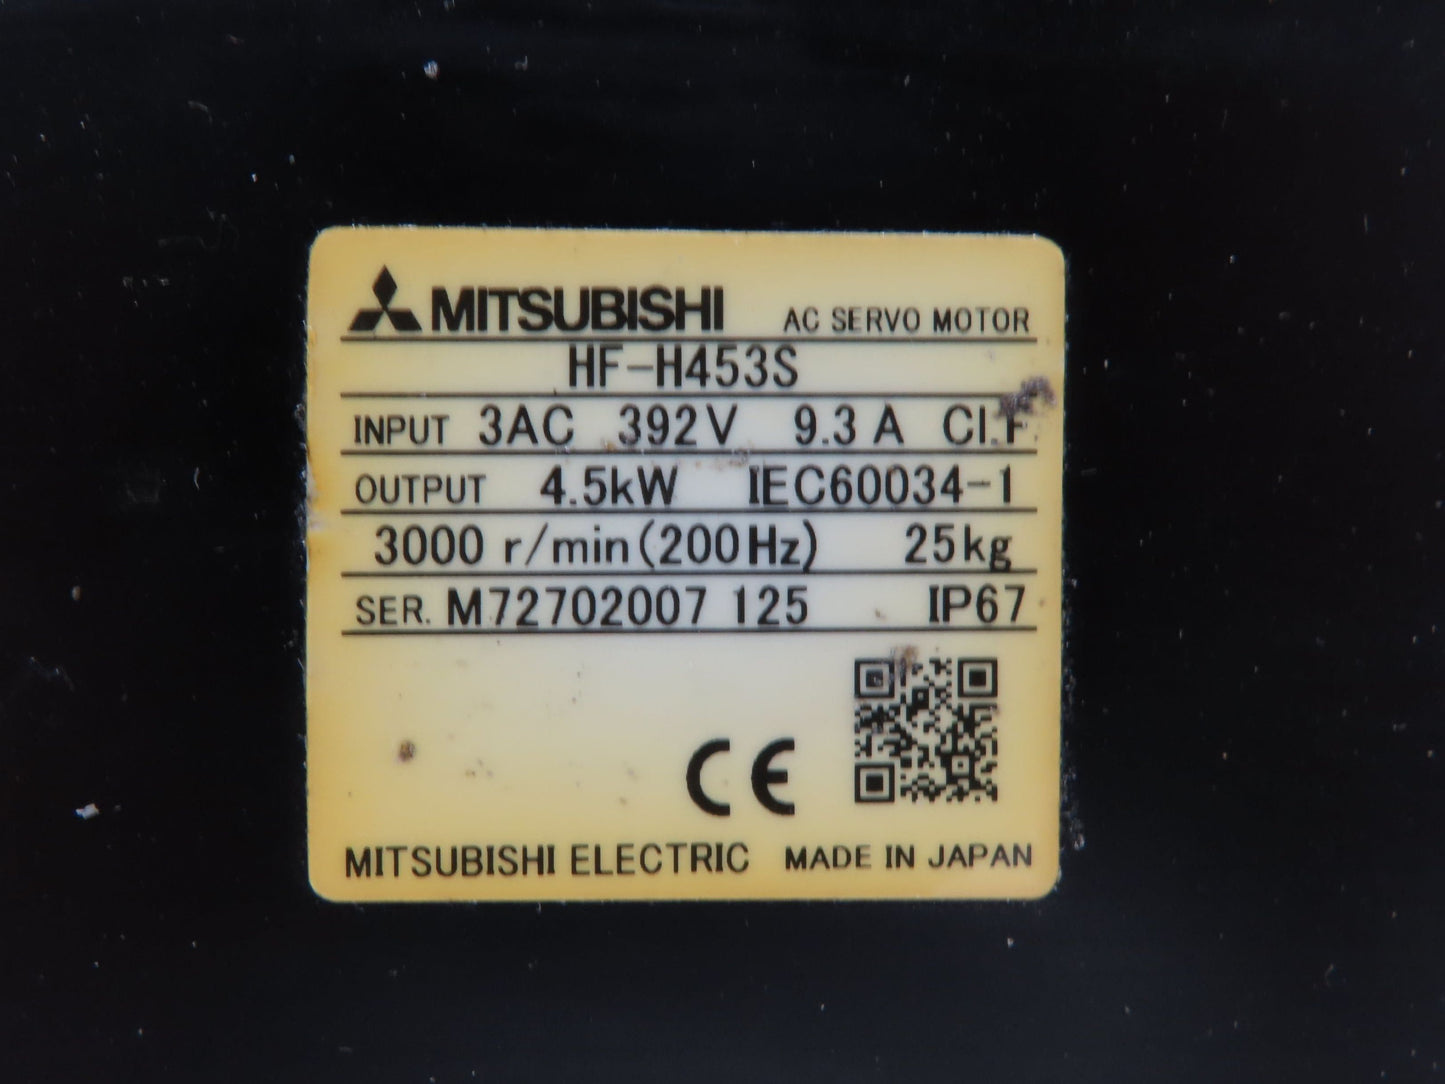 MITSUBISHI AC SERVO MOTOR
HF-H453S
INPUT 3AC 392V 9.3A CI.F
OUTPUT 4.5kW IEC60034-1
3000 r/min(200Hz) 25kg
SER. M72702007 125 IP67
CE
MITSUBISHI ELECTRIC MADE IN JAPAN